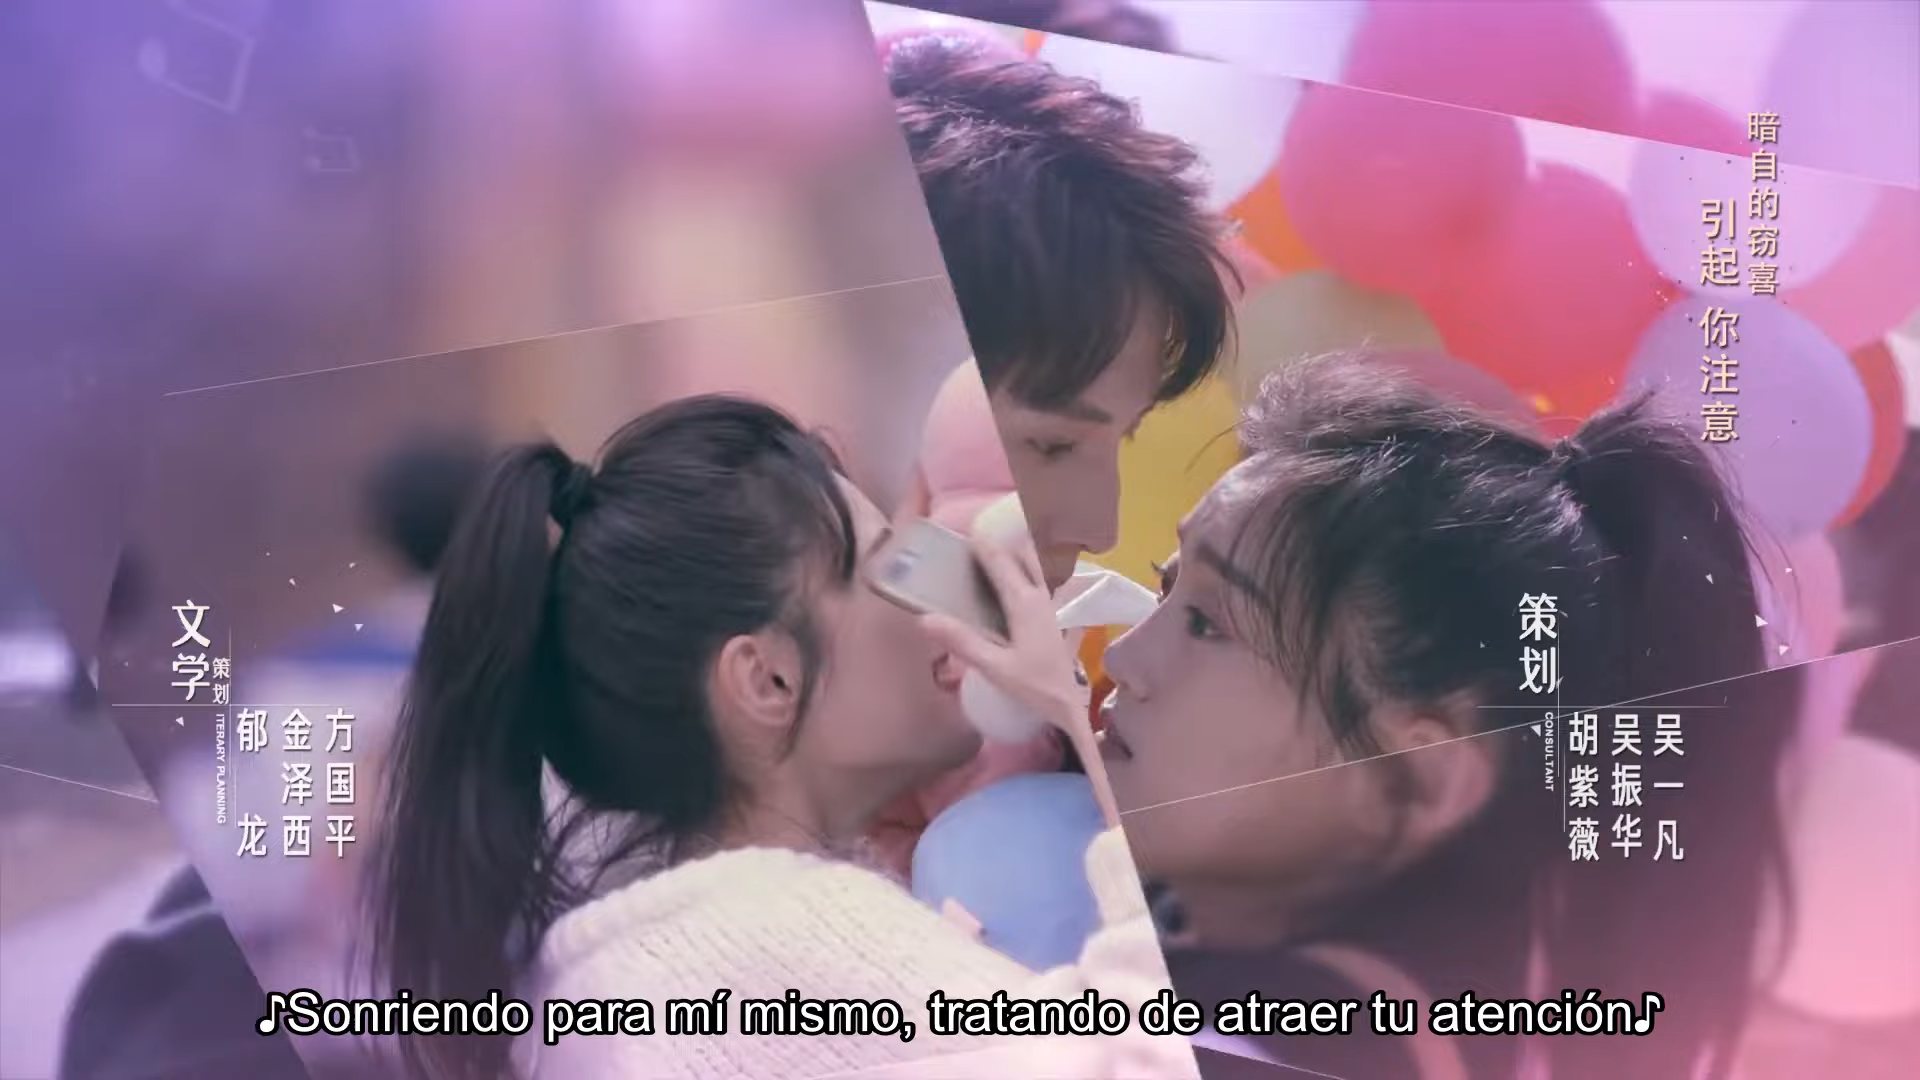 暗自的窃喜
引起 你注意
文学
策划
ITERARY PLANNING
方国平
金泽西
郁龙
策划
CONSULTANT
吴一凡
吴振华
胡紫薇
♪Sonriendo para mí mismo, tratando de atraer tu atención♪